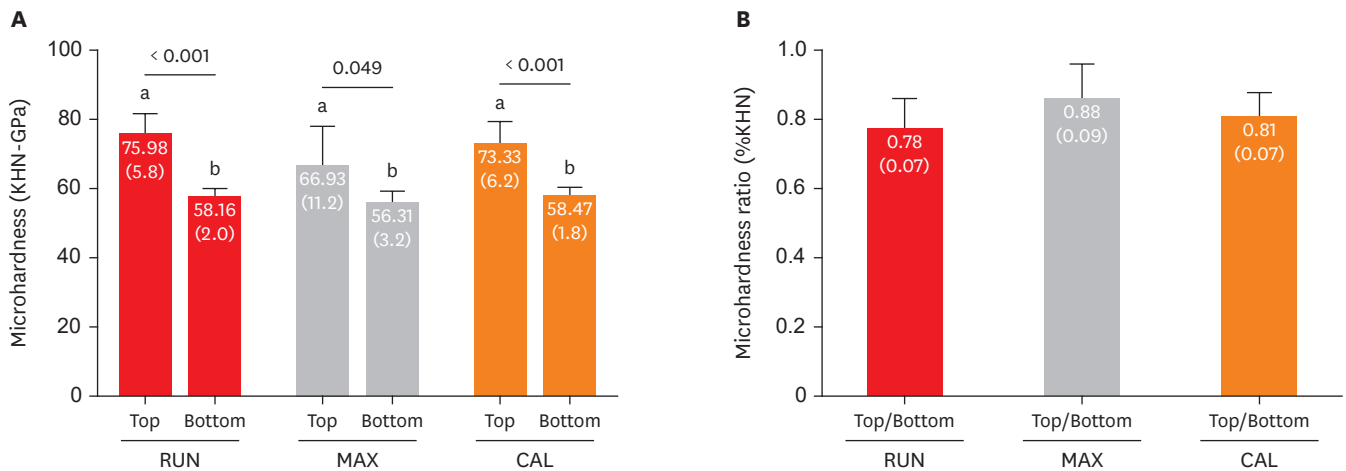 A
Microhardness (KHN-GPa)
100
80
60
40
20
0
< 0.001
0.049
< 0.001
a
b
a
b
a
b
75.98
(5.8)
58.16
(2.0)
66.93
(11.2)
56.31
(3.2)
73.33
(6.2)
58.47
(1.8)
Top Bottom Top Bottom Top Bottom
RUN MAX CAL
B
Microhardness ratio (%KHN)
1.0
0.8
0.6
0.4
0.2
0
0.78
(0.07)
0.88
(0.09)
0.81
(0.07)
Top/Bottom Top/Bottom Top/Bottom
RUN MAX CAL